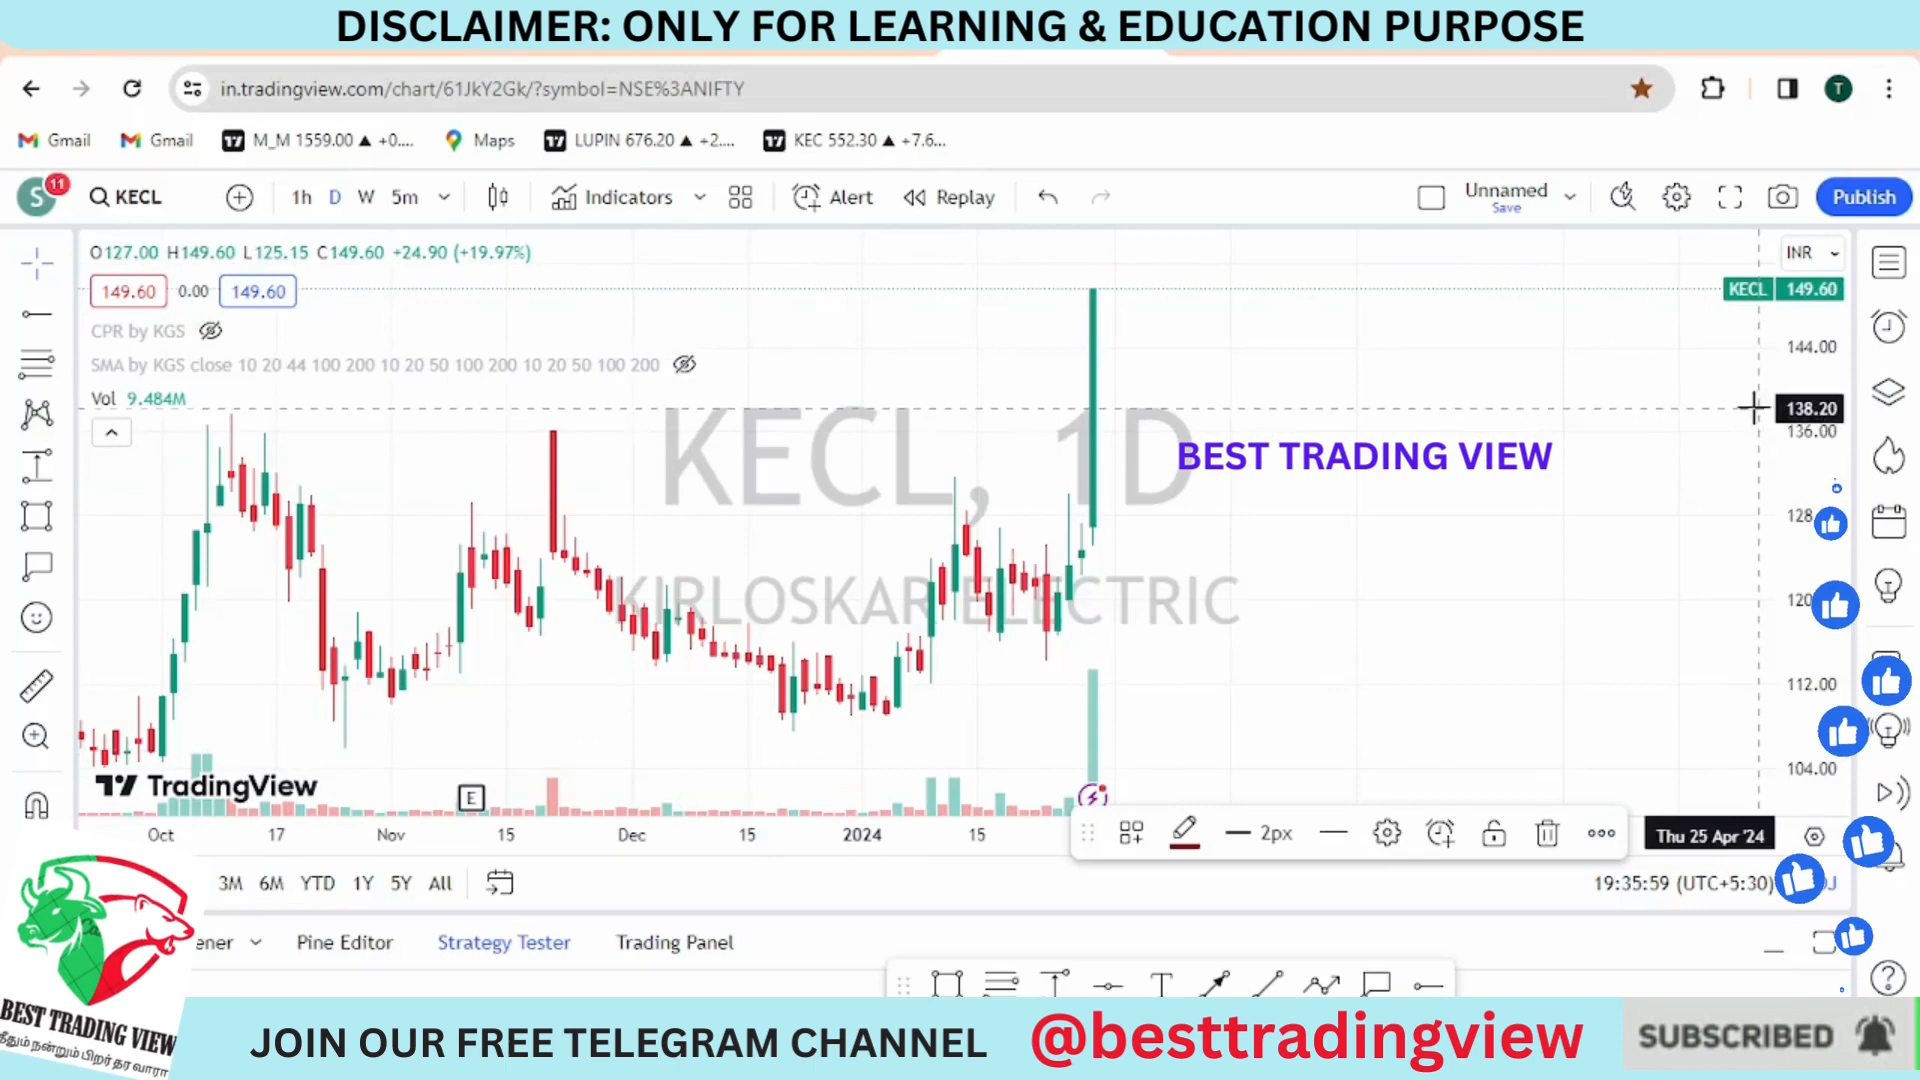 DISCLAIMER: ONLY FOR LEARNING & EDUCATION PURPOSE
in.tradingview.com/chart/61JkY2Gk/?symbol=NSE%3ANIFTY
T
Gmail Gmail M_M 1559.00 ▲ +0.... Maps LUPIN 676.20 ▲ +2.... KEC 552.30 ▲ +7.6...
S 11 KECL 1h D W 5m Indicators Alert Replay Unnamed Publish
Save
O127.00 H149.60 L125.15 C149.60 +24.90 (+19.97%) INR
149.60 0.00 149.60 KECL 149.60
CPR by KGS
144.00
SMA by KGS close 10 20 44 100 200 10 20 50 100 200 10 20 50 100 200
Vol 9.484M
138.20
136.00
KECL, 1D
BEST TRADING VIEW
128
KIRLOSKAR ELECTRIC
120
112.00
104.00
TradingView
E
Oct 17 Nov 15 Dec 15 2024 15
2px
Thu 25 Apr '24
3M 6M YTD 1Y 5Y All
19:35:59 (UTC+5:30)
ener Pine Editor Strategy Tester Trading Panel
BEST TRADING VIEW
தீதும் நன்றும் பிறர் தர வாரா
JOIN OUR FREE TELEGRAM CHANNEL @besttradingview
SUBSCRIBED